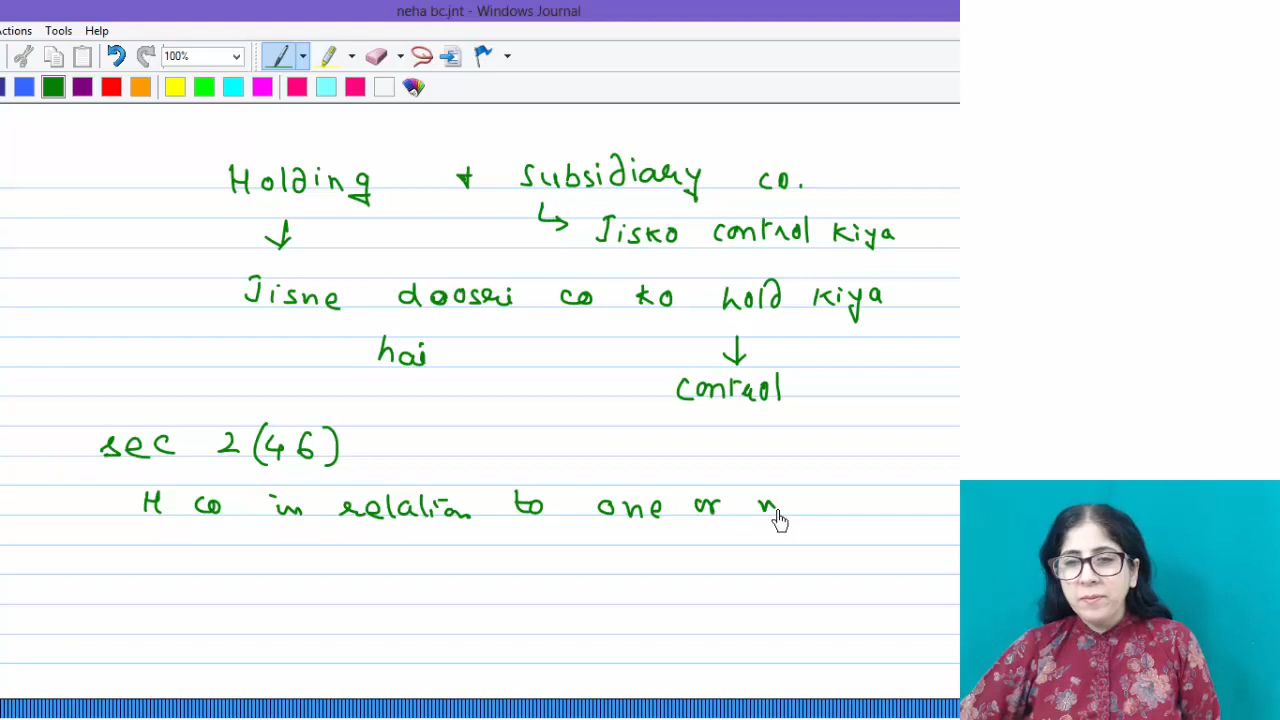 neha bc.jnt - Windows Journal
Actions Tools Help
100%
Holding + Subsidiary co.
Jisko control kiya
Jisne doosri co ko hold kiya
hai
control
sec 2(46)
H co in relation to one or